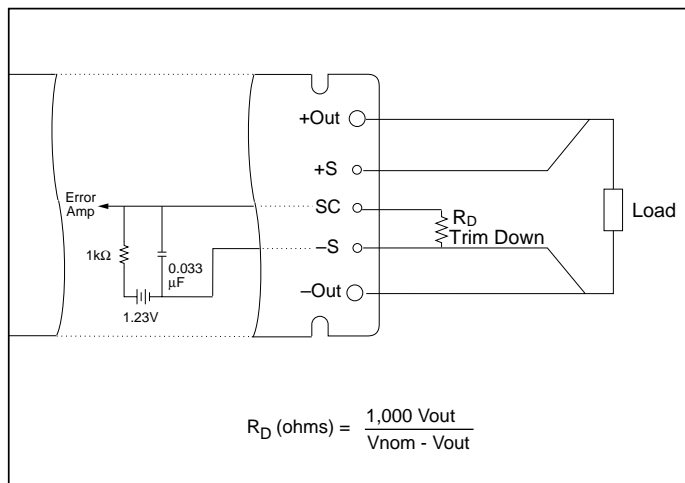 +Out
+S
SC
–S
–Out
Error
Amp
1kΩ
0.033
µF
1.23V
RD
Trim Down
Load
RD (ohms) = 1,000 Vout
Vnom - Vout